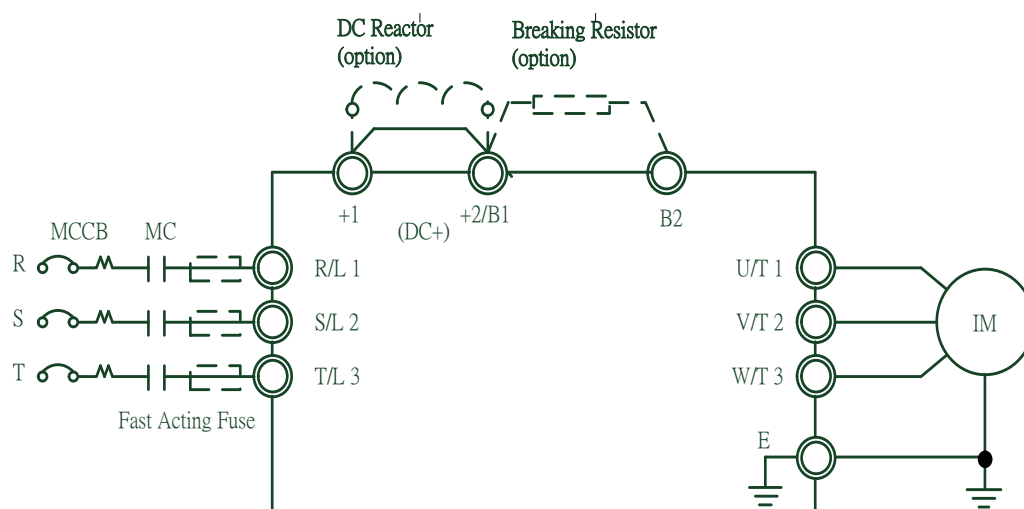 DC Reactor
(option)
Breaking Resistor
(option)
+1
(DC+)
+2/B1
B2
MCCB
MC
R
R/L 1
U/T 1
S
S/L 2
V/T 2
IM
T
T/L 3
W/T 3
Fast Acting Fuse
E